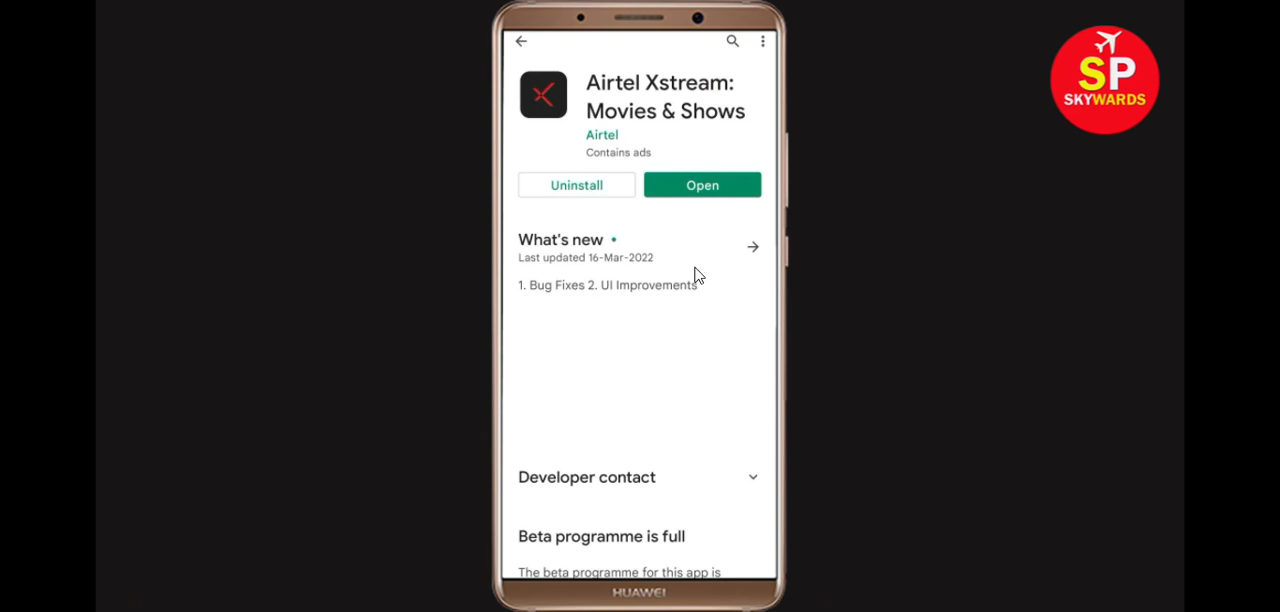 Airtel Xstream:
Movies & Shows
Airtel
Contains ads
Uninstall
Open
What's new
Last updated 16-Mar-2022
1. Bug Fixes 2. UI Improvements
Developer contact
Beta programme is full
The beta programme for this app is
HUAWEI
SP
SKYWARDS